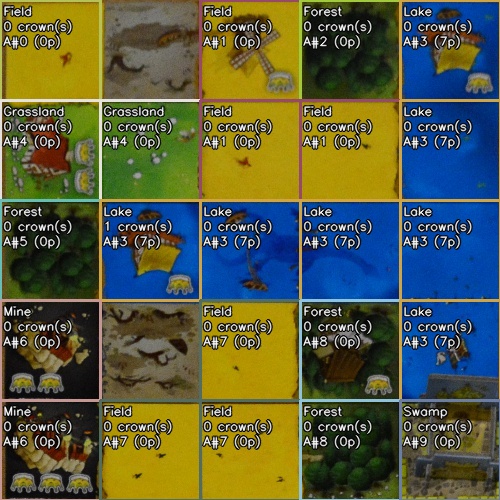 Field
0 crown(s)
A#0 (0p)
Field
0 crown(s)
A#1 (0p)
Forest
0 crown(s)
A#2 (0p)
Lake
0 crown(s)
A#3 (7p)
Grassland
0 crown(s)
A#4 (0p)
Grassland
0 crown(s)
A#4 (0p)
Field
0 crown(s)
A#1 (0p)
Field
0 crown(s)
A#1 (0p)
Lake
0 crown(s)
A#3 (7p)
Forest
0 crown(s)
A#5 (0p)
Lake
1 crown(s)
A#3 (7p)
Lake
0 crown(s)
A#3 (7p)
Lake
0 crown(s)
A#3 (7p)
Lake
0 crown(s)
A#3 (7p)
Mine
0 crown(s)
A#6 (0p)
Field
0 crown(s)
A#7 (0p)
Forest
0 crown(s)
A#8 (0p)
Lake
0 crown(s)
A#3 (7p)
Mine
0 crown(s)
A#6 (0p)
Field
0 crown(s)
A#7 (0p)
Field
0 crown(s)
A#7 (0p)
Forest
0 crown(s)
A#8 (0p)
Swamp
0 crown(s)
A#9 (0p)